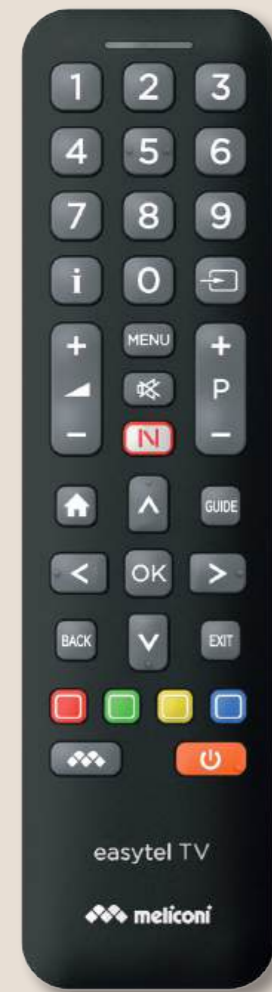 1 2 3
4 5 6
7 8 9
i 0
+ MENU +
P
- N -
GUIDE
< OK >
BACK EXIT
easytel TV
meliconi